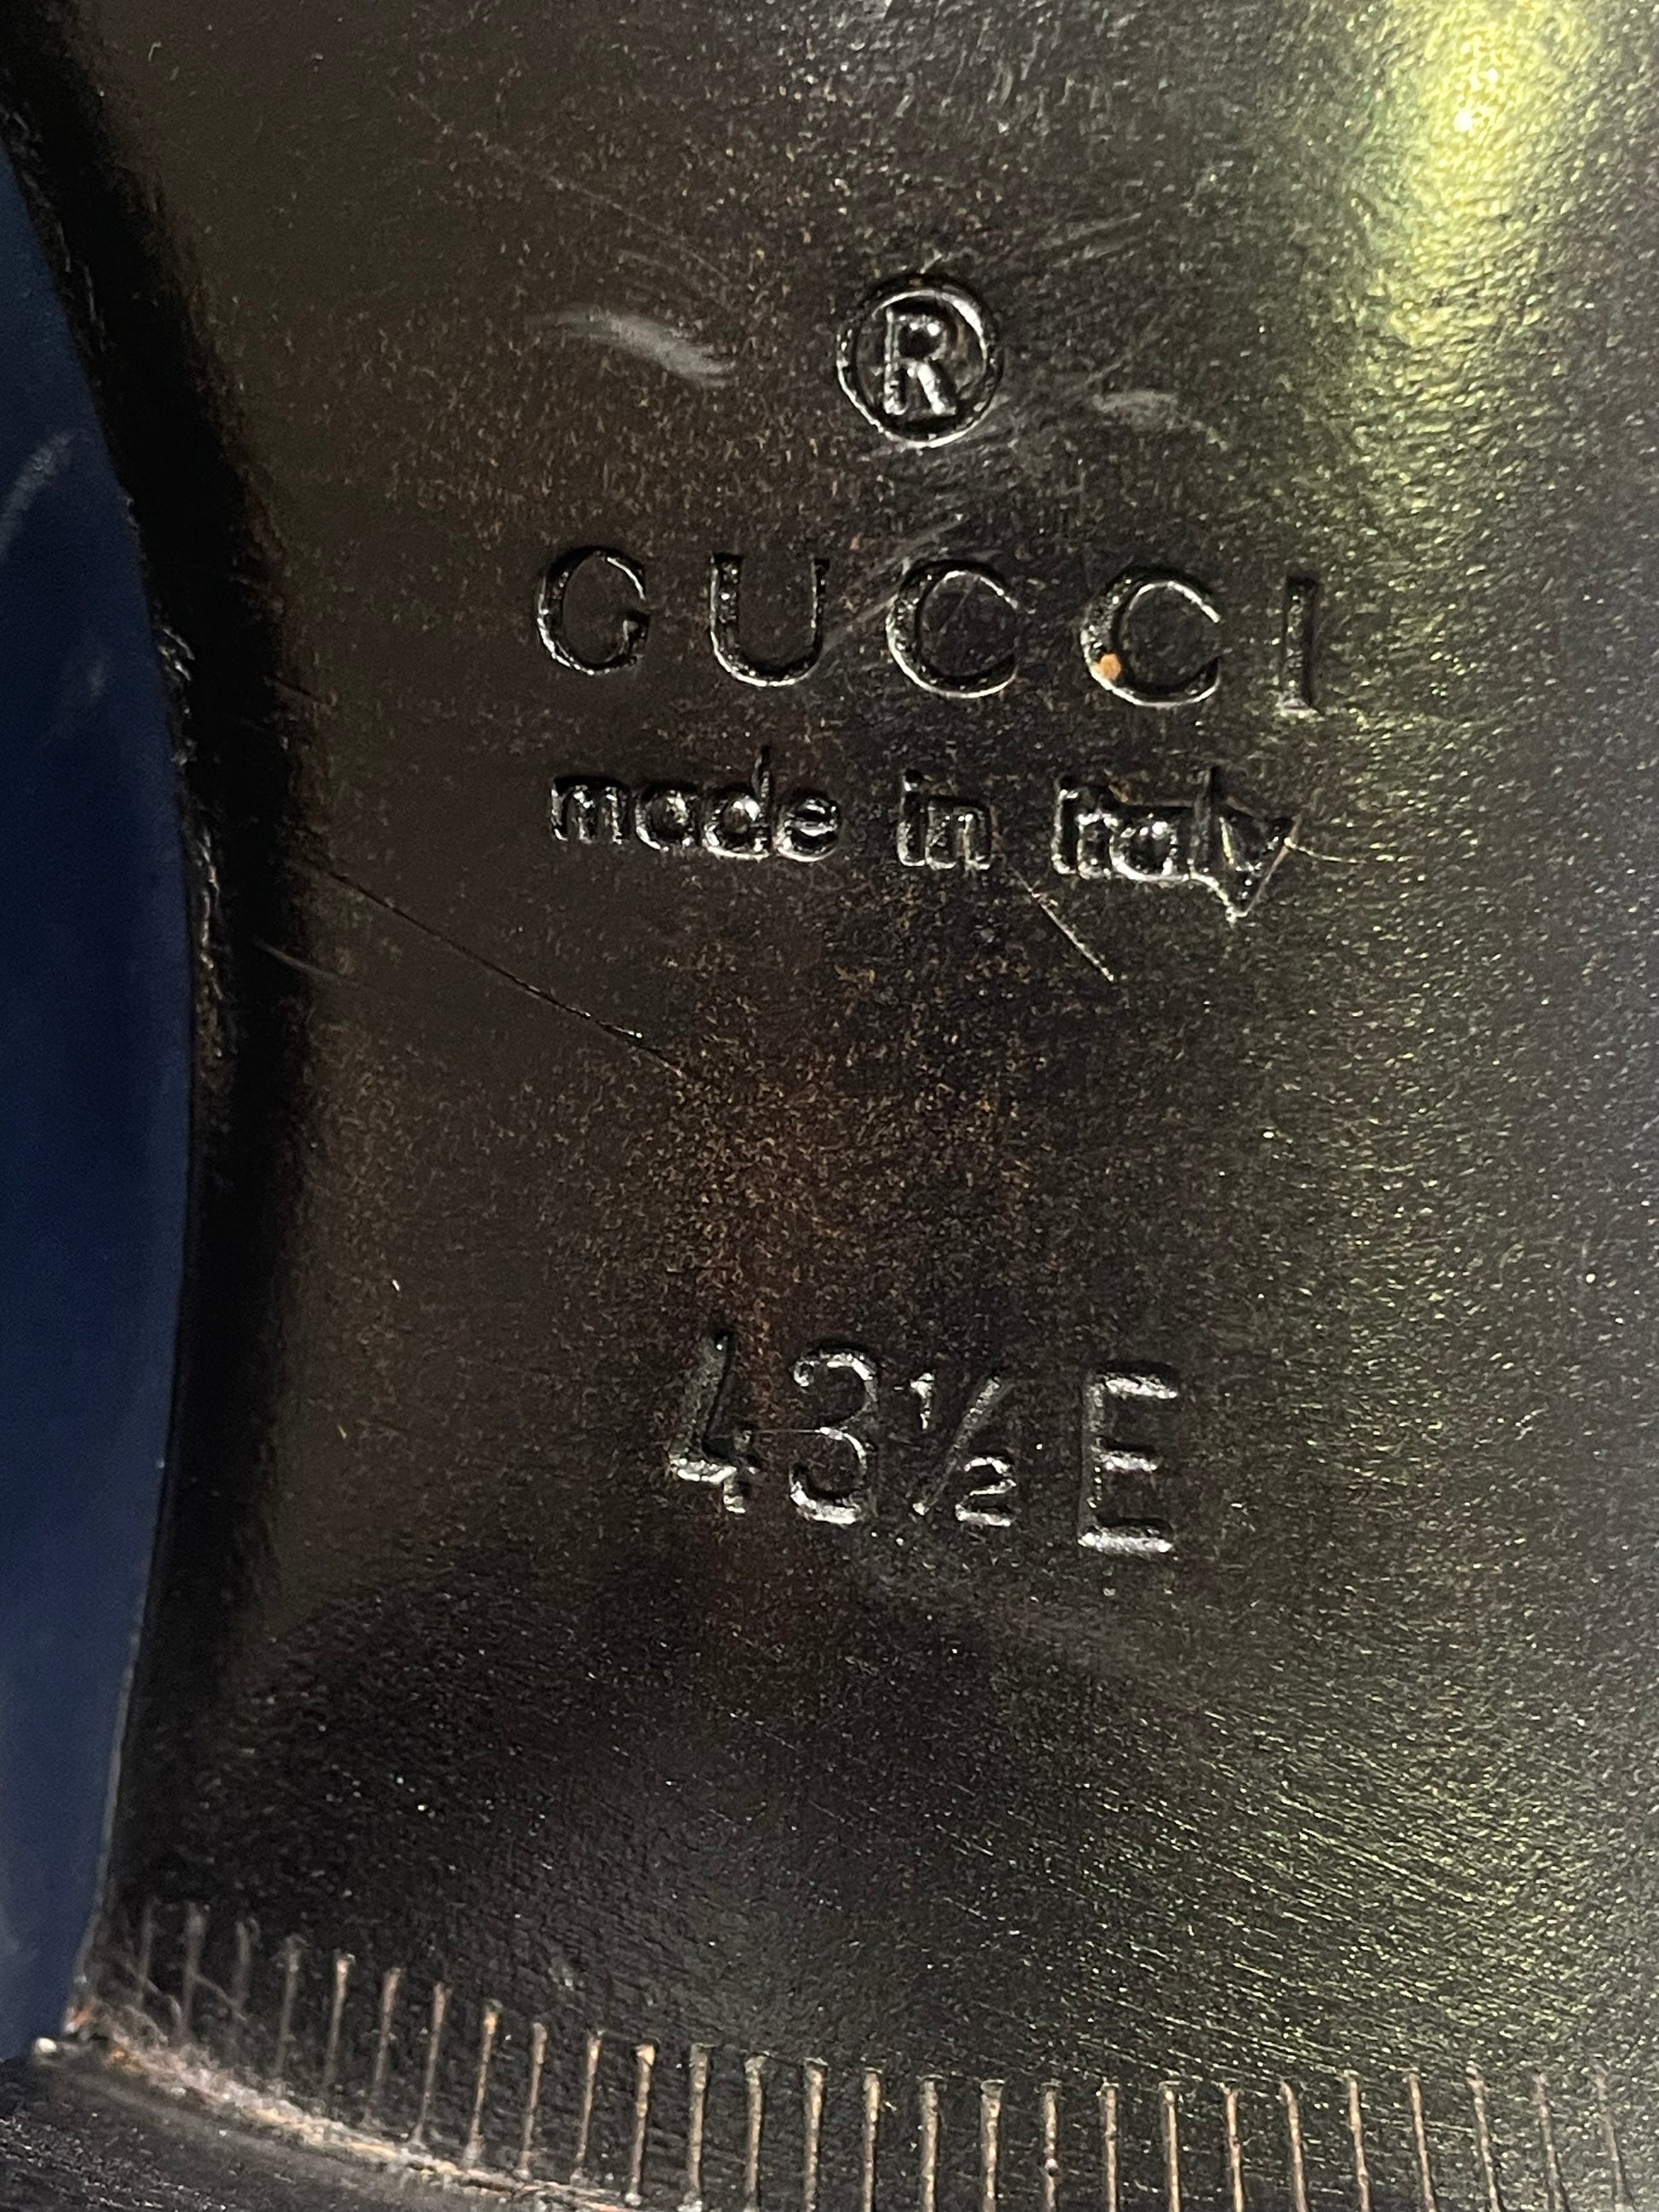 ®
GUCCI
made in Italy
43½ E